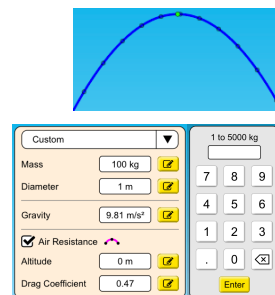 Custom
1 to 5000 kg
Mass 100 kg
Diameter 1 m
7 8 9
4 5 6
Gravity 9.81 m/s²
1 2 3
Air Resistance
. 0
Altitude 0 m
Drag Coefficient 0.47
Enter